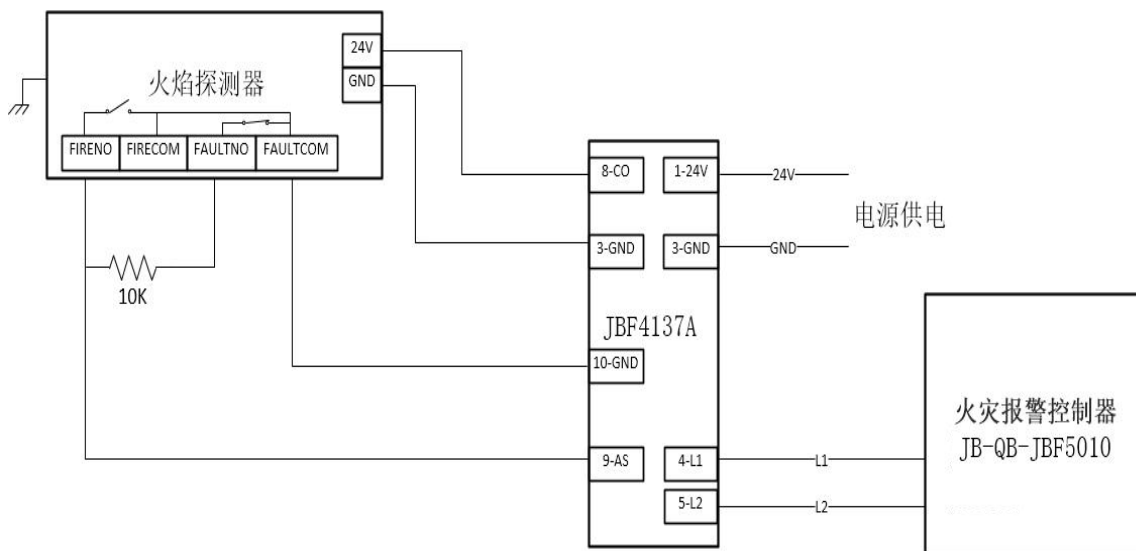 24V
火焰探测器
GND
FIRENO FIRECOM FAULTNO FAULTCOM
8-CO 1-24V 24V
电源供电
3-GND 3-GND GND
10K
JBF4137A
10-GND
火灾报警控制器
JB-QB-JBF5010
9-AS 4-L1 L1
5-L2 L2